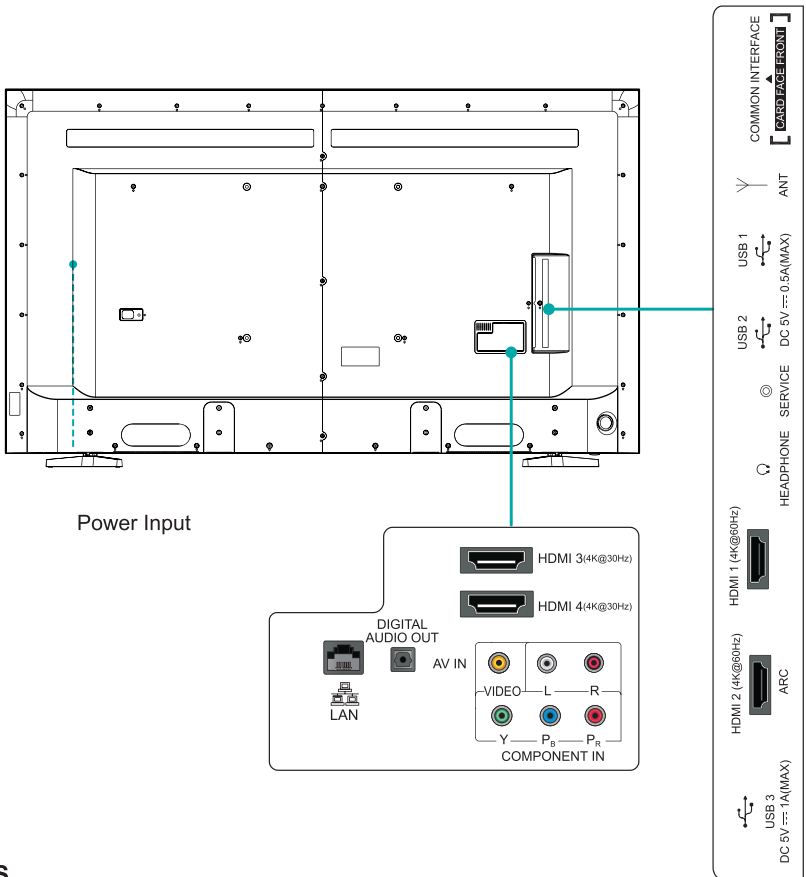 COMMON INTERFACE
CARD FACE FRONT
ANT
USB 1
USB 2
DC 5V ⎓ 0.5A(MAX)
SERVICE
HEADPHONE
HDMI 1 (4K@60Hz)
HDMI 2 (4K@60Hz)
ARC
USB 3
DC 5V ⎓ 1A(MAX)
Power Input
HDMI 3(4K@30Hz)
HDMI 4(4K@30Hz)
DIGITAL
AUDIO OUT
LAN
AV IN
VIDEO L R
Y PB PR
COMPONENT IN
S